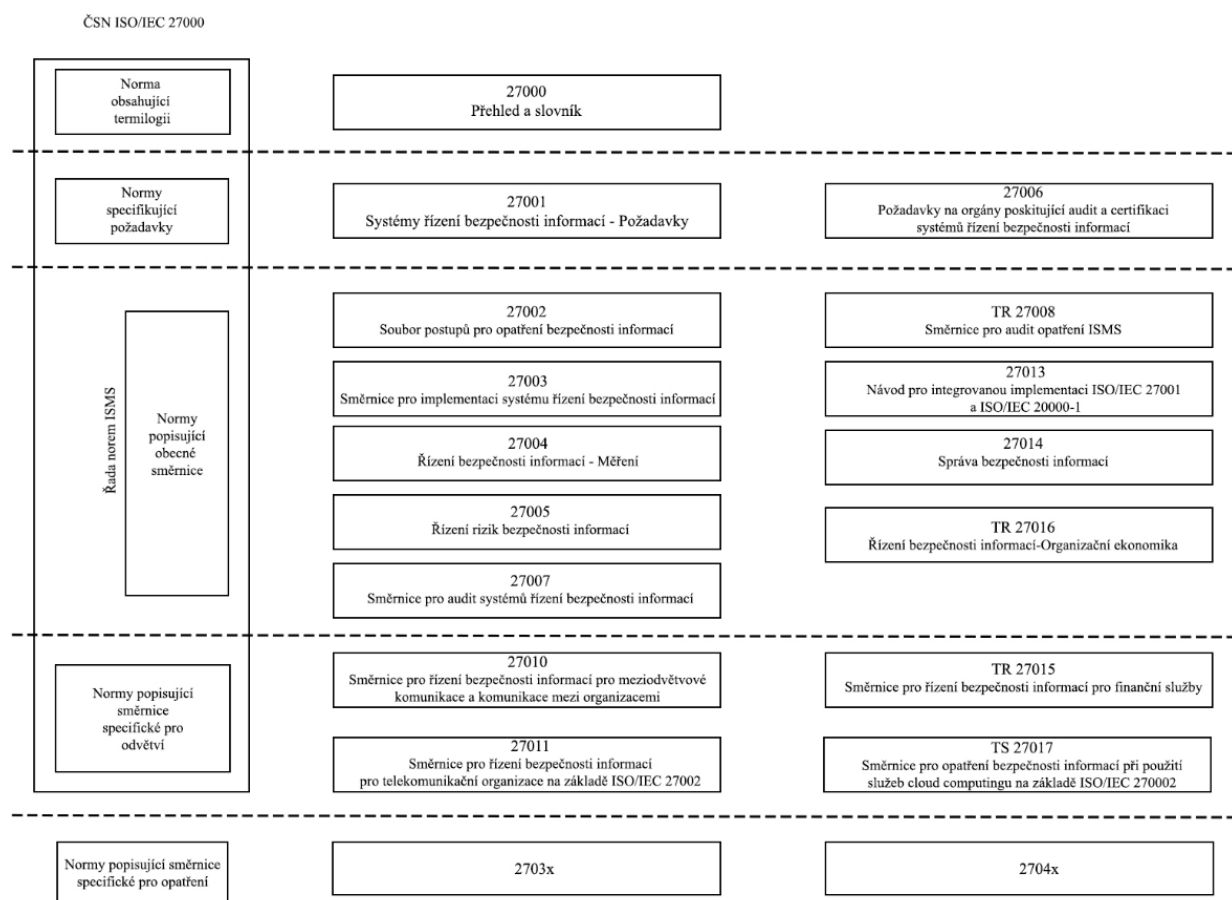 ČSN ISO/IEC 27000
Norma
obsahující
termilogii
27000
Přehled a slovník
Normy
specifikující
požadavky
27001
Systémy řízení bezpečnosti informací - Požadavky
27006
Požadavky na orgány poskitující audit a certifikaci
systémů řízení bezpečnosti informací
Řada norem ISMS
Normy
popisující
obecné
směrnice
27002
Soubor postupů pro opatření bezpečnosti informací
TR 27008
Směrnice pro audit opatření ISMS
27003
Směrnice pro implementaci systému řízení bezpečnosti informací
27013
Návod pro integrovanou implementaci ISO/IEC 27001
a ISO/IEC 20000-1
27004
Řízení bezpečnosti informací - Měření
27014
Správa bezpečnosti informací
27005
Řízení rizik bezpečnosti informací
TR 27016
Řízení bezpečnosti informací-Organizační ekonomika
27007
Směrnice pro audit systémů řízení bezpečnosti informací
Normy popisující
směrnice
specifické pro
odvětví
27010
Směrnice pro řízení bezpečnosti informací pro meziodvětvové
komunikace a komunikace mezi organizacemi
TR 27015
Směrnice pro řízení bezpečnosti informací pro finanční služby
27011
Směrnice pro řízení bezpečnosti informací
pro telekomunikační organizace na základě ISO/IEC 27002
TS 27017
Směrnice pro opatření bezpečnosti informací při použití
služeb cloud computingu na základě ISO/IEC 270002
Normy popisující směrnice
specifické pro opatření
2703x
2704x